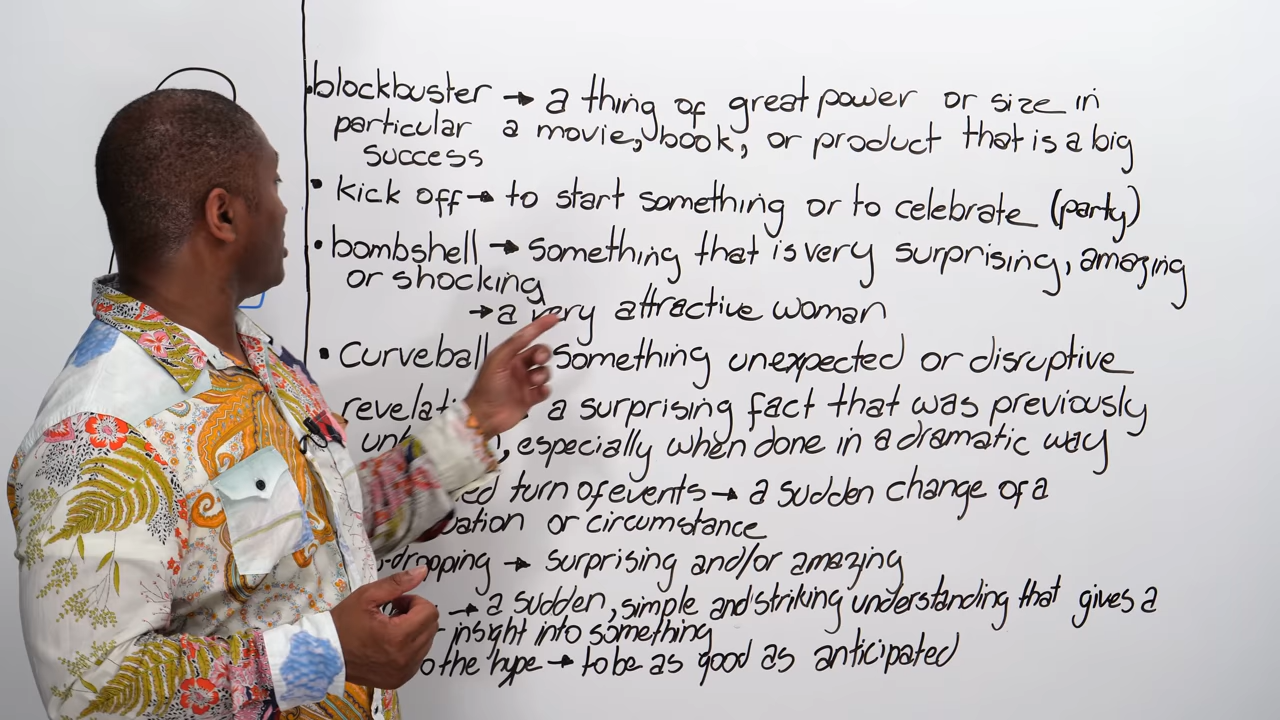 • blockbuster → a thing of great power or size in
particular a movie, book, or product that is a big
success
• kick off → to start something or to celebrate (party)
• bombshell → something that is very surprising, amazing
or shocking
→ a very attractive woman
• curveball something unexpected or disruptive
a surprising fact that was previously
, especially when done in a dramatic way
turn of events → a sudden change of a
or circumstance
-dropping → surprising and/or amazing
→ a sudden, simple and striking understanding that gives a
insight into something
the hype → to be as good as anticipated